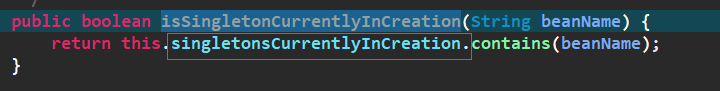 public boolean isSingletonCurrentlyInCreation(String beanName) {
return this.singletonsCurrentlyInCreation.contains(beanName);
}